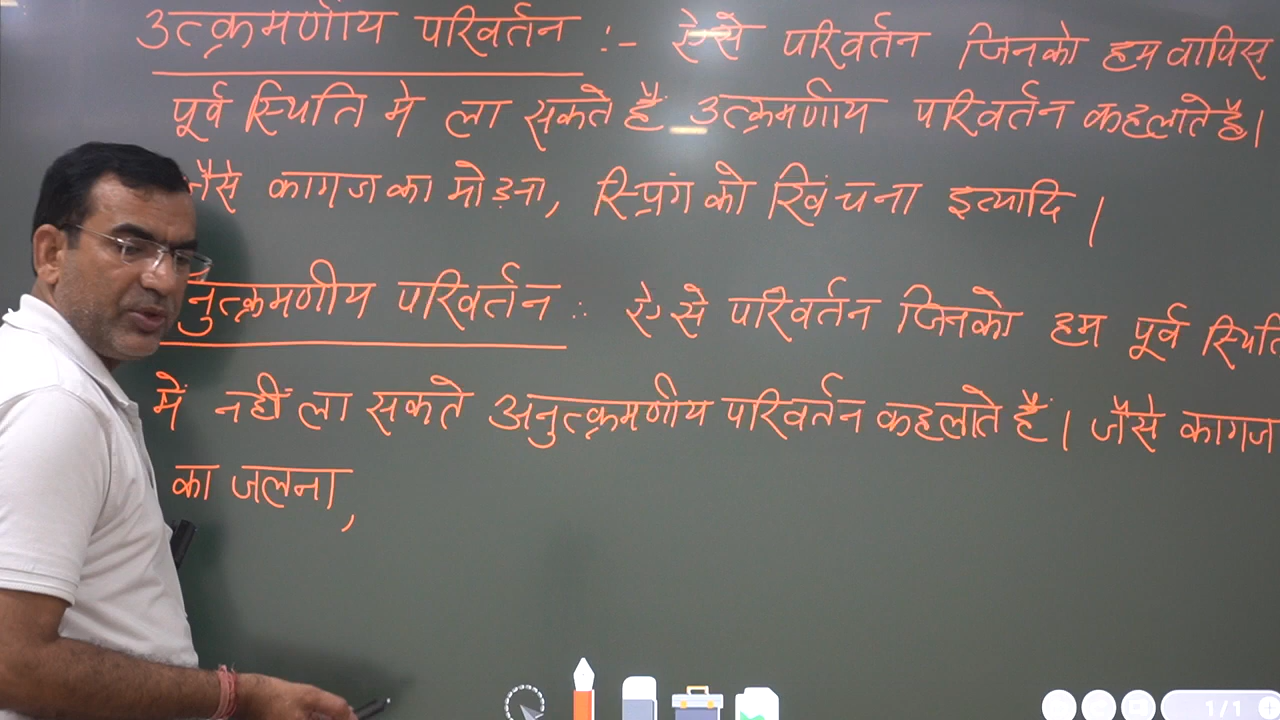 उत्क्रमणीय परिवर्तन :- ऐसे परिवर्तन जिनको हम वापिस
पूर्व स्थिति मे ला सकते हैं उत्क्रमणीय परिवर्तन कहलाते है।
जैसे कागज का मोड़ना, स्प्रिंग को खिंचना इत्यादि |
नुत्क्रमणीय परिवर्तन : ऐसे परिवर्तन जिनको हम पूर्व स्थिति
में नहीं ला सकते अनुत्क्रमणीय परिवर्तन कहलाते हैं। जैसे कागज
का जलना,
1/1